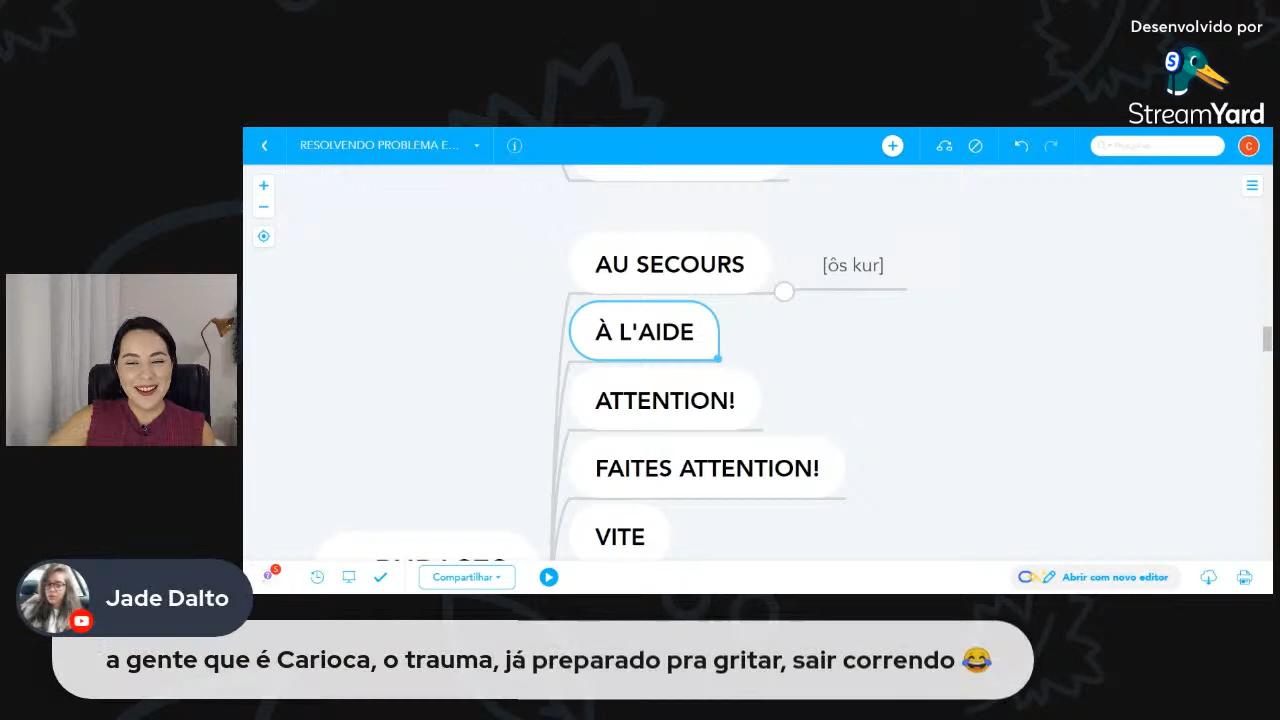 Desenvolvido por
StreamYard
RESOLVENDO PROBLEMA E...
C
AU SECOURS
[ôs kur]
À L'AIDE
ATTENTION!
FAITES ATTENTION!
VITE
5
Compartilhar
Abrir com novo editor
Jade Dalto
a gente que é Carioca, o trauma, já preparado pra gritar, sair correndo 😂